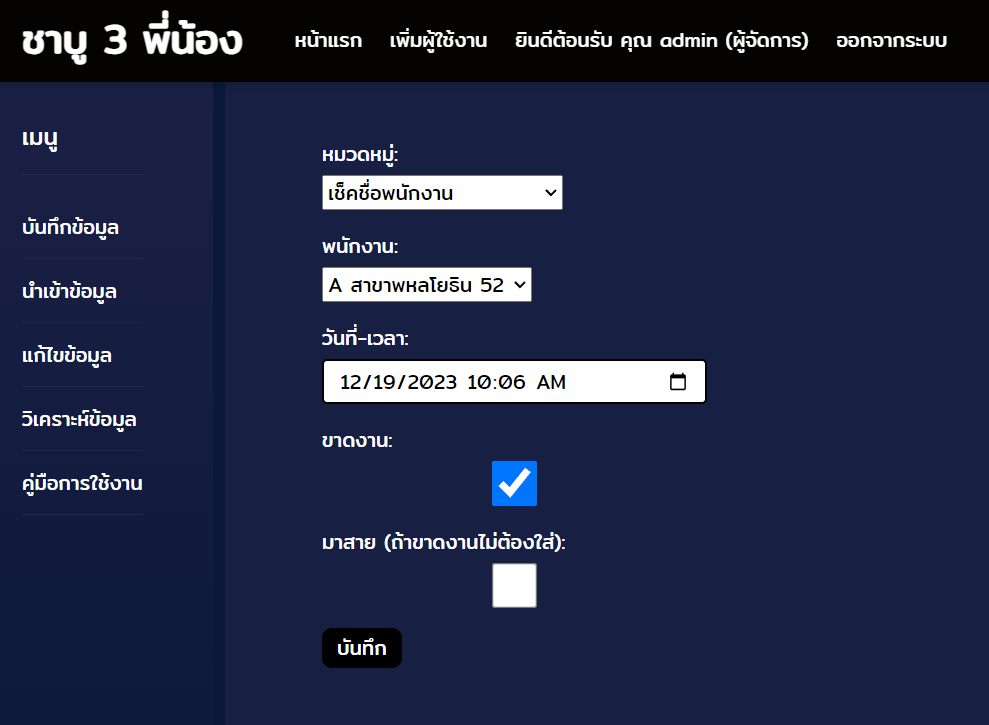 ชาบู 3 พี่น้อง หน้าแรก เพิ่มผู้ใช้งาน ยินดีต้อนรับ คุณ admin (ผู้จัดการ) ออกจากระบบ
เมนู
บันทึกข้อมูล
นำเข้าข้อมูล
แก้ไขข้อมูล
วิเคราะห์ข้อมูล
คู่มือการใช้งาน
หมวดหมู่:
เช็คชื่อพนักงาน
พนักงาน:
A สาขาพหลโยธิน 52
วันที่-เวลา:
12/19/2023 10:06 AM
ขาดงาน:
มาสาย (ถ้าขาดงานไม่ต้องใส่):
บันทึก